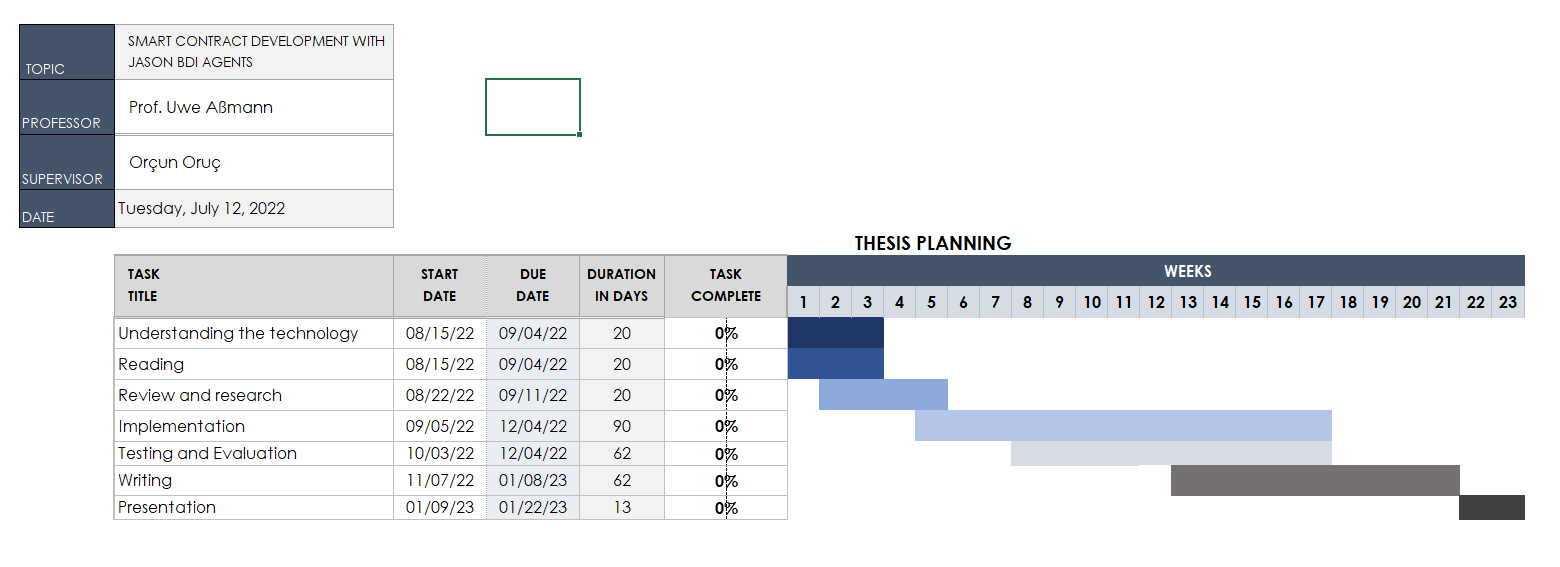 TOPIC
SMART CONTRACT DEVELOPMENT WITH
JASON BDI AGENTS
PROFESSOR
Prof. Uwe Aßmann
SUPERVISOR
Orçun Oruç
DATE
Tuesday, July 12, 2022
THESIS PLANNING
TASK TITLE START DATE DUE DATE DURATION IN DAYS TASK COMPLETE WEEKS
1 2 3 4 5 6 7 8 9 10 11 12 13 14 15 16 17 18 19 20 21 22 23
Understanding the technology 08/15/22 09/04/22 20 0%
Reading 08/15/22 09/04/22 20 0%
Review and research 08/22/22 09/11/22 20 0%
Implementation 09/05/22 12/04/22 90 0%
Testing and Evaluation 10/03/22 12/04/22 62 0%
Writing 11/07/22 01/08/23 62 0%
Presentation 01/09/23 01/22/23 13 0%